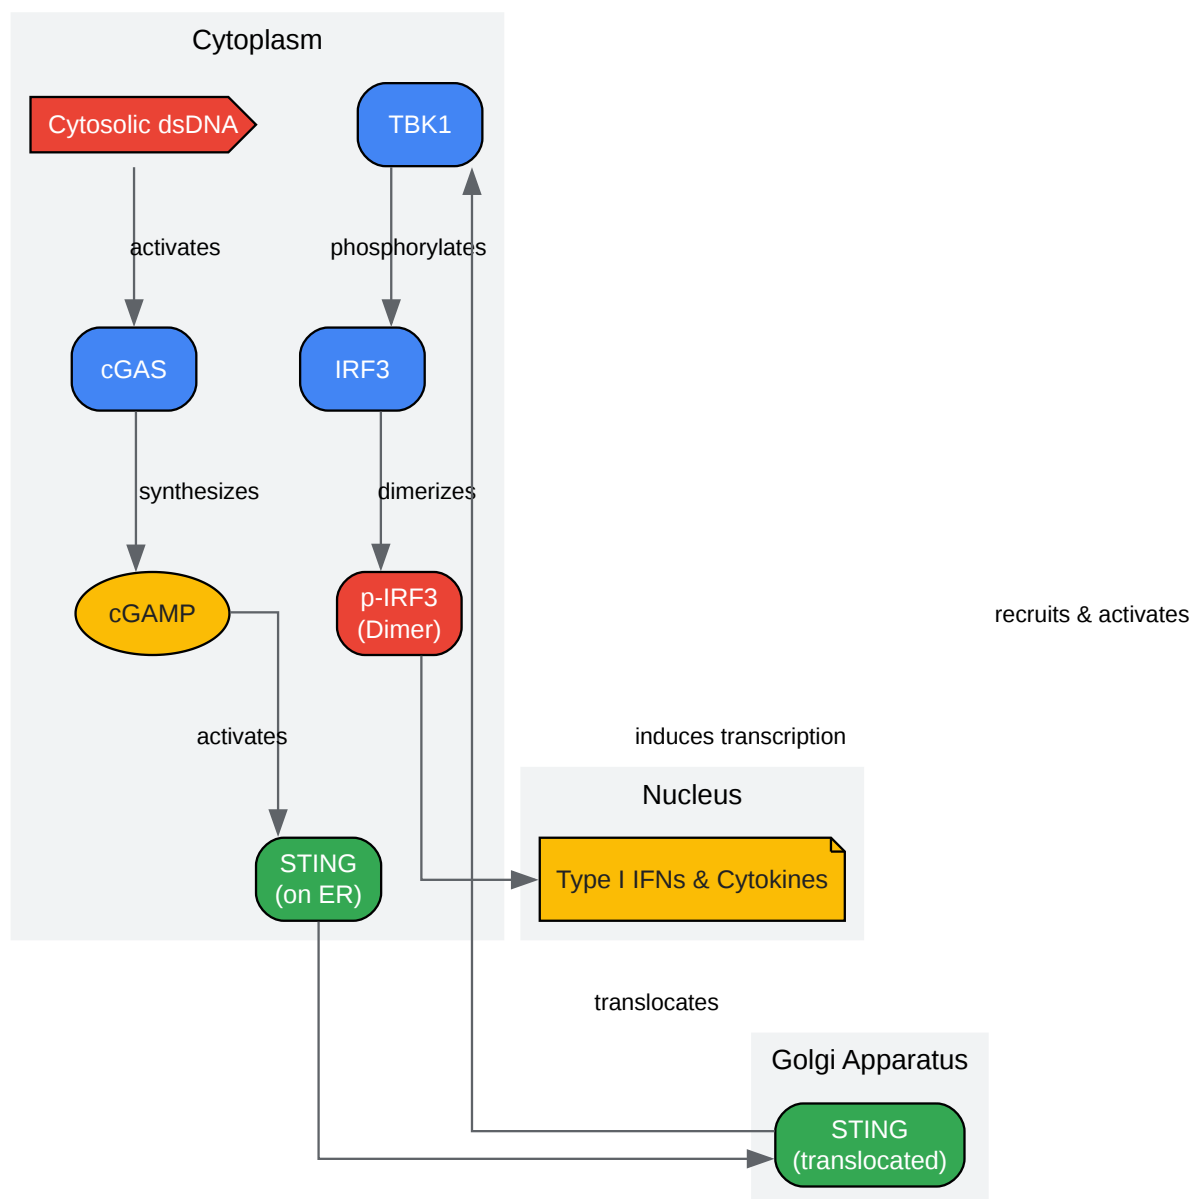 Cytoplasm
Cytosolic dsDNA
TBK1
activates
phosphorylates
cGAS
IRF3
synthesizes
dimerizes
cGAMP
p-IRF3
(Dimer)
recruits & activates
activates
induces transcription
Nucleus
STING
(on ER)
Type I IFNs & Cytokines
translocates
Golgi Apparatus
STING
(translocated)